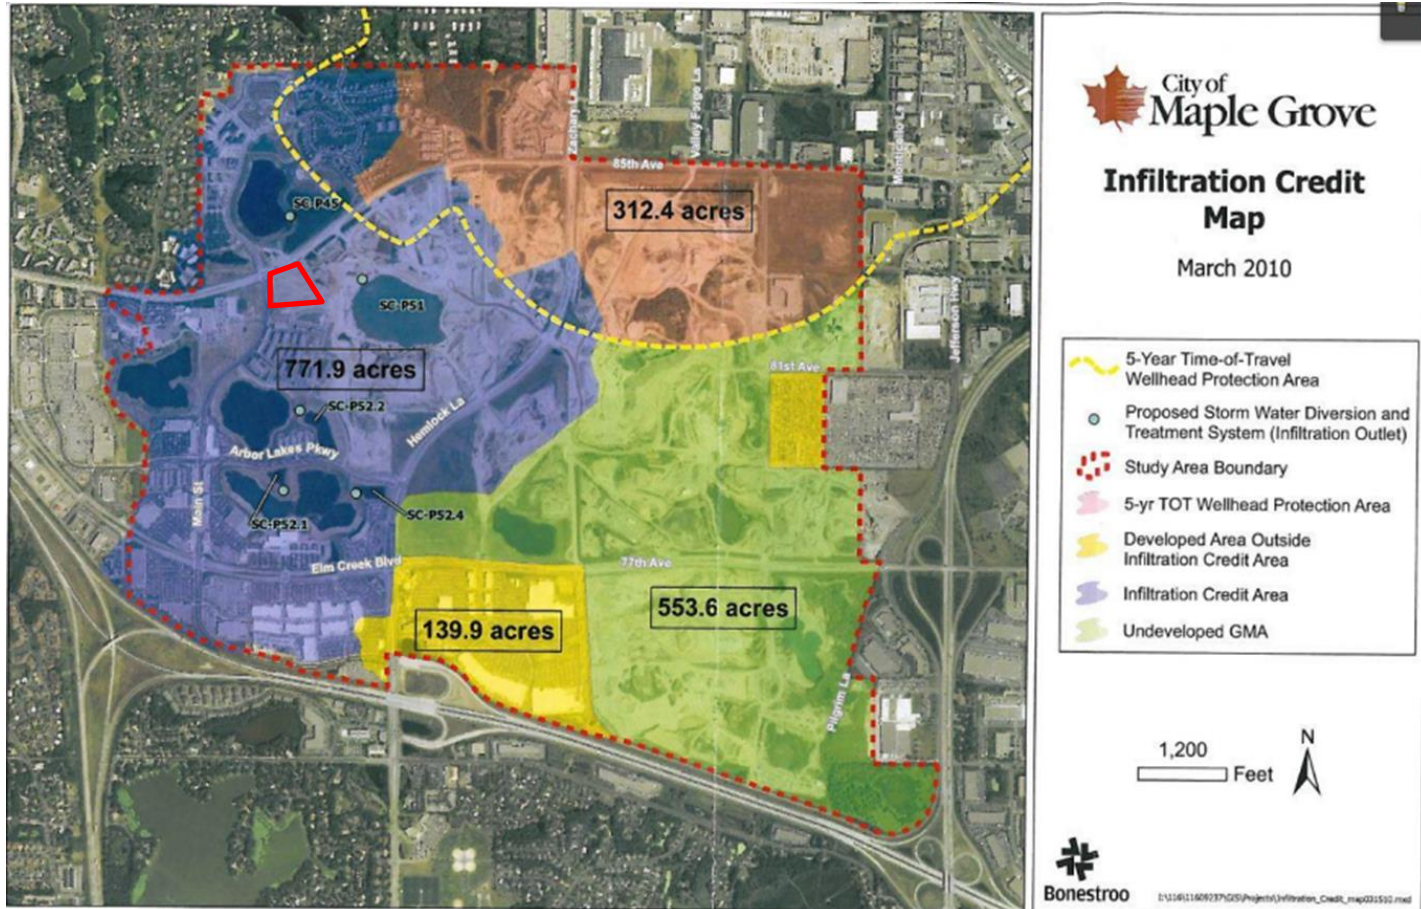 City of
Maple Grove
Infiltration Credit
Map
March 2010
5-Year Time-of-Travel
Wellhead Protection Area
Proposed Storm Water Diversion and
Treatment System (Infiltration Outlet)
Study Area Boundary
5-yr TOT Wellhead Protection Area
Developed Area Outside
Infiltration Credit Area
Infiltration Credit Area
Undeveloped GMA
1,200
Feet
N
Bonestroo
Zachary La
Valley Forge La
Monticello La
85th Ave
312.4 acres
SC-P45
SC-P51
Jefferson Hwy
771.9 acres
81st Ave
SC-P52.2
Hemlock La
Arbor Lakes Pkwy
Main St
SC-P52.1
SC-P52.4
Elm Creek Blvd
77th Ave
139.9 acres
553.6 acres
Pilgrim La